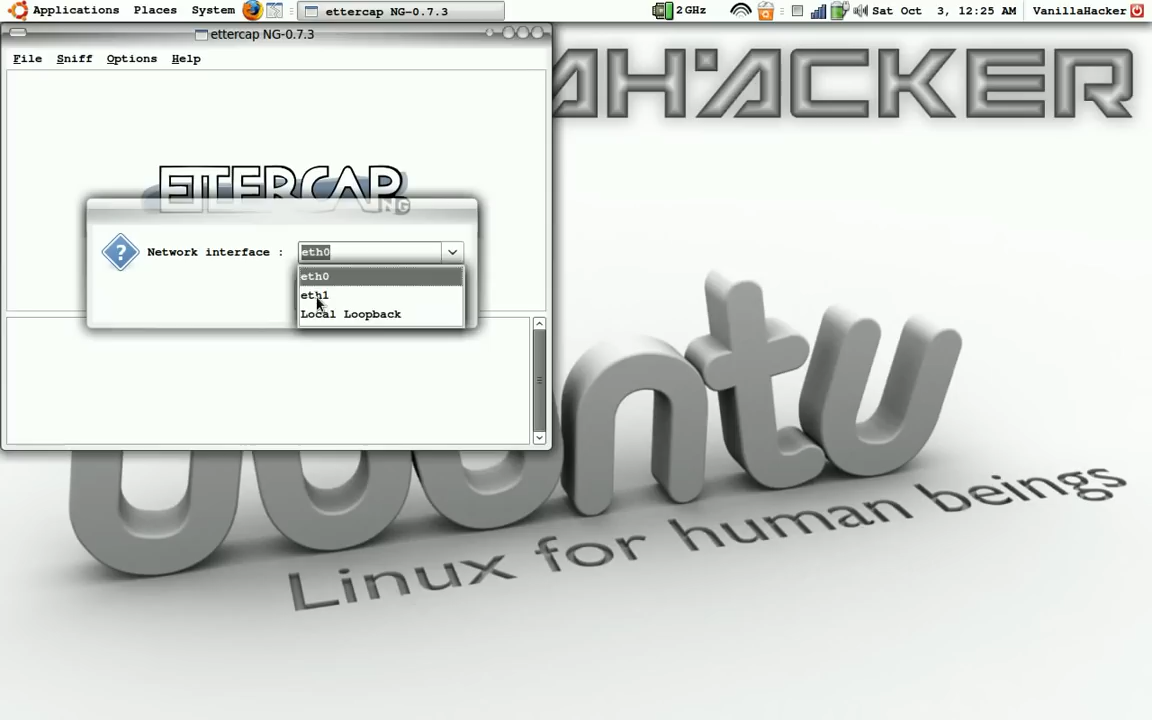 Applications Places System ettercap NG-0.7.3 2 GHz Sat Oct 3, 12:25 AM VanillaHacker
ettercap NG-0.7.3
File Sniff Options Help
AHACKER
ETTERCAP
NG
? Network interface : eth0
eth0
eth1
Local Loopback
ubuntu
Linux for human beings